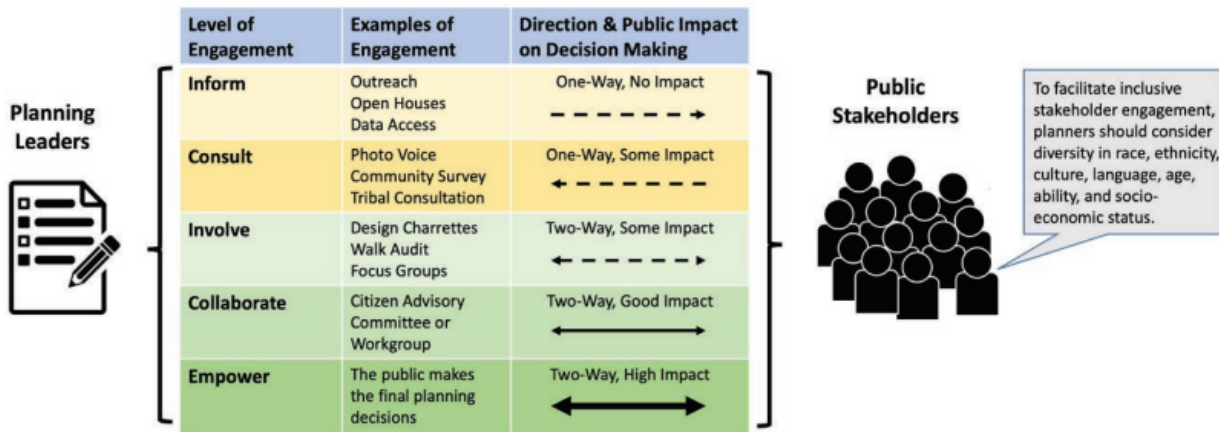 Level of
Engagement
Examples of
Engagement
Direction & Public Impact
on Decision Making
Planning
Leaders
Inform
Outreach
Open Houses
Data Access
One-Way, No Impact
Consult
Photo Voice
Community Survey
Tribal Consultation
One-Way, Some Impact
Involve
Design Charrettes
Walk Audit
Focus Groups
Two-Way, Some Impact
Collaborate
Citizen Advisory
Committee or
Workgroup
Two-Way, Good Impact
Empower
The public makes
the final planning
decisions
Two-Way, High Impact
Public
Stakeholders
To facilitate inclusive
stakeholder engagement,
planners should consider
diversity in race, ethnicity,
culture, language, age,
ability, and socio-
economic status.